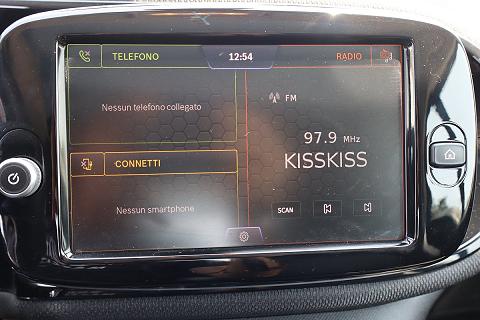 TELEFONO
12:54
RADIO
Nessun telefono collegato
FM
97.9 MHz
KISSKISS
CONNETTI
Nessun smartphone
SCAN